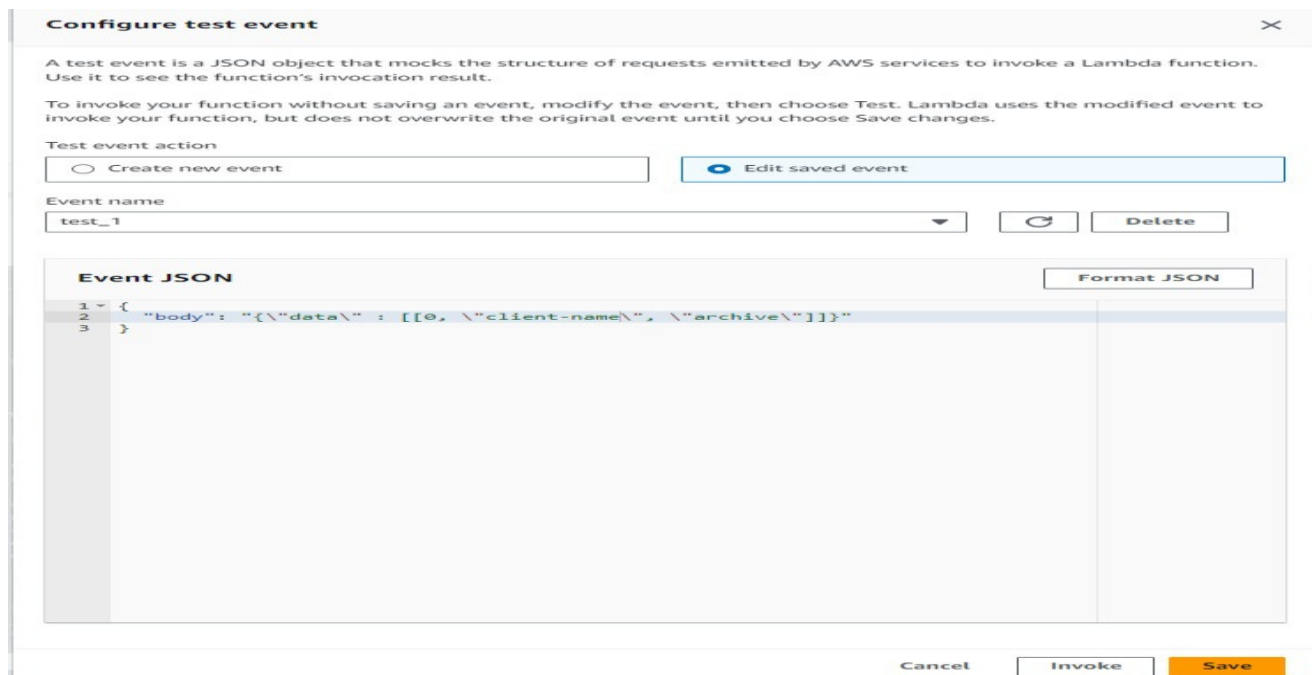 Configure test event
A test event is a JSON object that mocks the structure of requests emitted by AWS services to invoke a Lambda function.
Use it to see the function's invocation result.
To invoke your function without saving an event, modify the event, then choose Test. Lambda uses the modified event to
invoke your function, but does not overwrite the original event until you choose Save changes.
Test event action
Create new event
Edit saved event
Event name
test_1
Delete
Event JSON
Format JSON
1 {
2 "body": "{\"data\" : [[0, \"client-name\", \"archive\"]]}"
3 }
Cancel
Invoke
Save